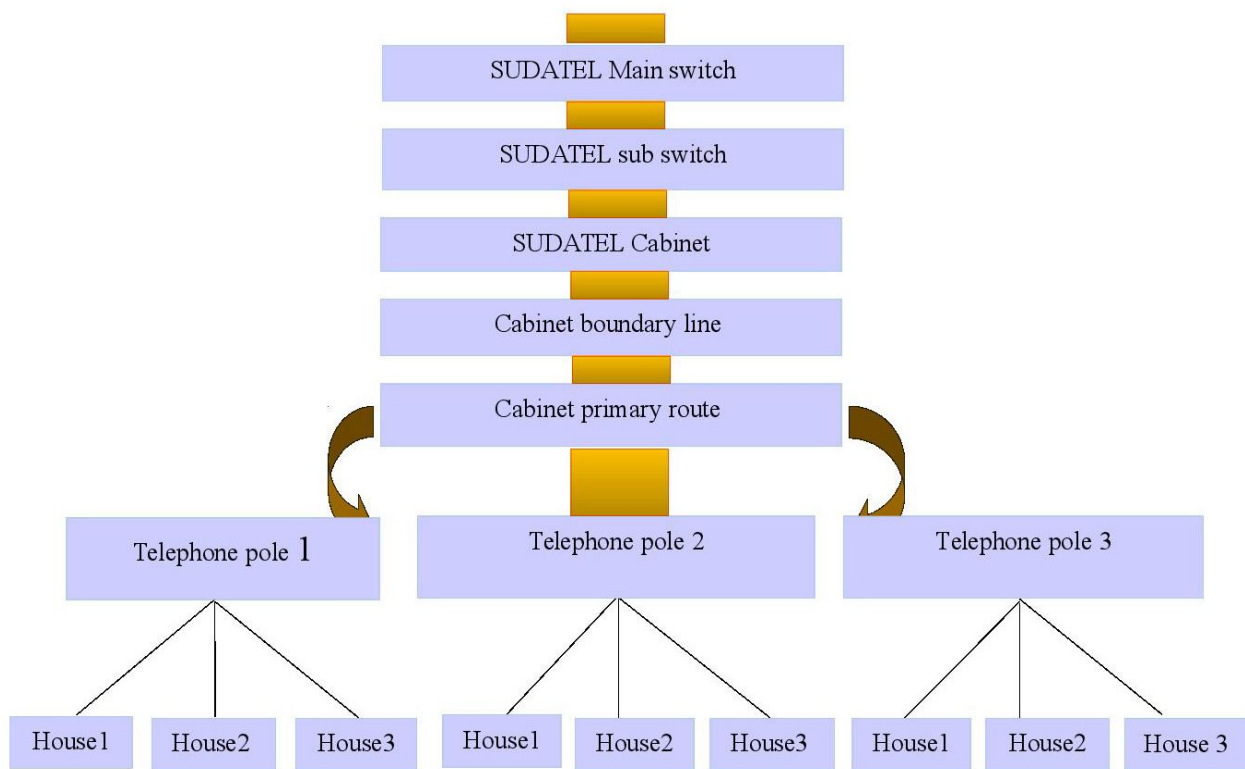 SUDATEL Main switch
SUDATEL sub switch
SUDATEL Cabinet
Cabinet boundary line
Cabinet primary route
Telephone pole 1
Telephone pole 2
Telephone pole 3
House1
House2
House3
House1
House2
House3
House1
House2
House 3